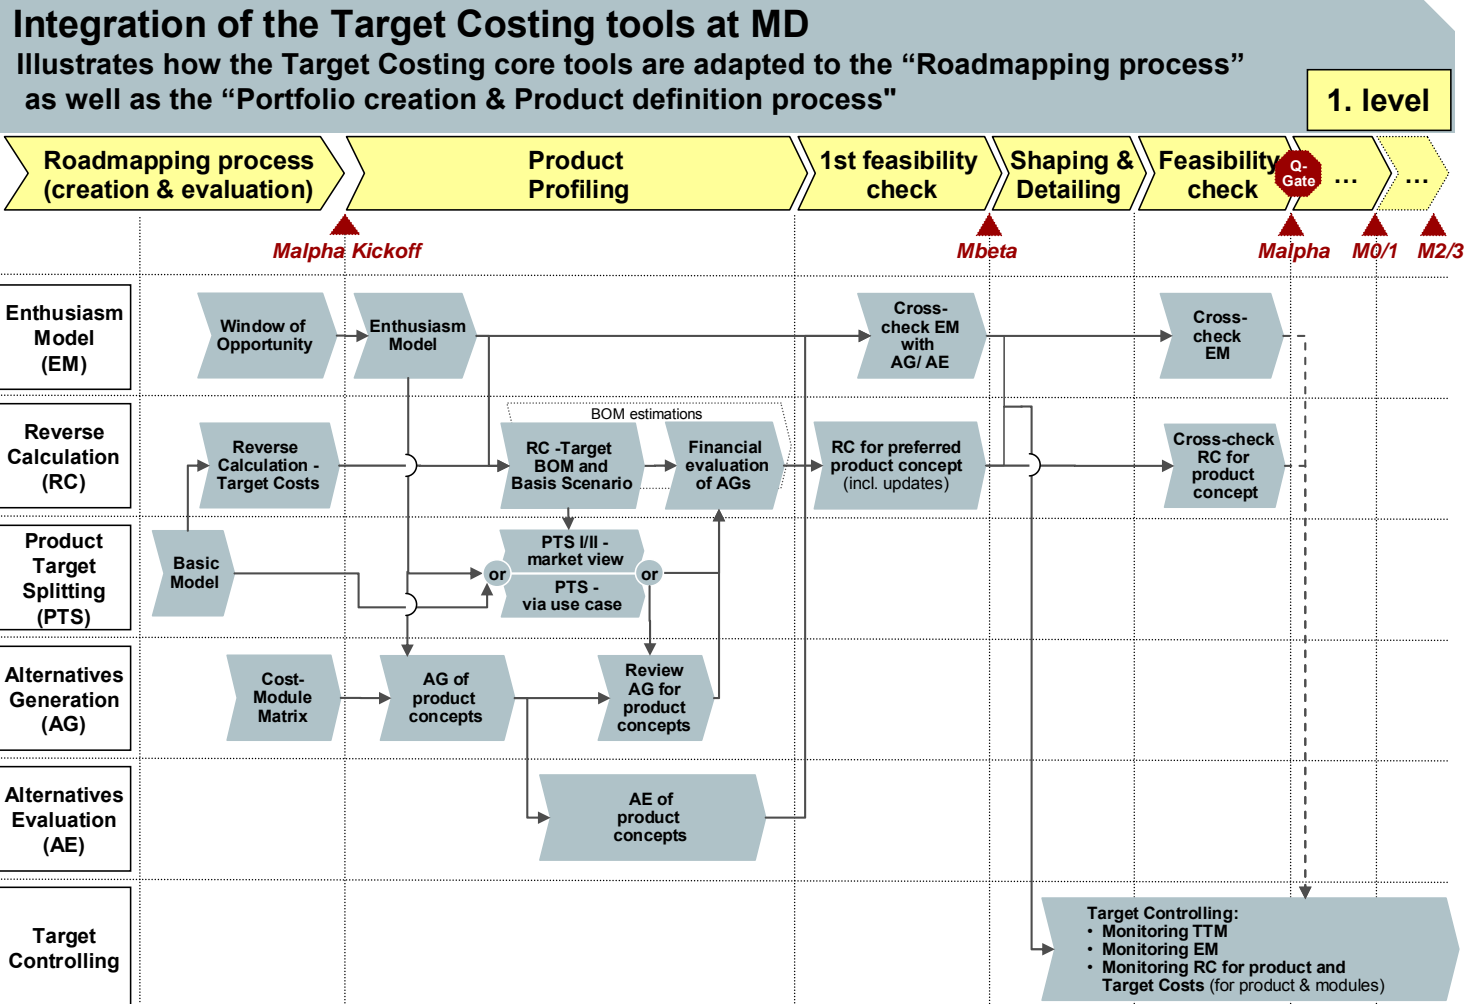 Integration of the Target Costing tools at MD
Illustrates how the Target Costing core tools are adapted to the “Roadmapping process”
as well as the “Portfolio creation & Product definition process"
1. level
Roadmapping process
(creation & evaluation)
Product
Profiling
1st feasibility
check
Shaping &
Detailing
Feasibility
check
Q-
Gate
...
...
Malpha Kickoff
Mbeta
Malpha
M0/1
M2/3
Enthusiasm
Model
(EM)
Window of
Opportunity
Enthusiasm
Model
Cross-
check EM
with
AG/ AE
Cross-
check
EM
Reverse
Calculation
(RC)
Reverse
Calculation -
Target Costs
BOM estimations
RC -Target
BOM and
Basis Scenario
Financial
evaluation
of AGs
RC for preferred
product concept
(incl. updates)
Cross-check
RC for
product
concept
Product
Target
Splitting
(PTS)
Basic
Model
or
PTS I/II -
market view
PTS -
via use case
or
Alternatives
Generation
(AG)
Cost-
Module
Matrix
AG of
product
concepts
Review
AG for
product
concepts
Alternatives
Evaluation
(AE)
AE of
product
concepts
Target
Controlling
Target Controlling:
• Monitoring TTM
• Monitoring EM
• Monitoring RC for product and
Target Costs (for product & modules)